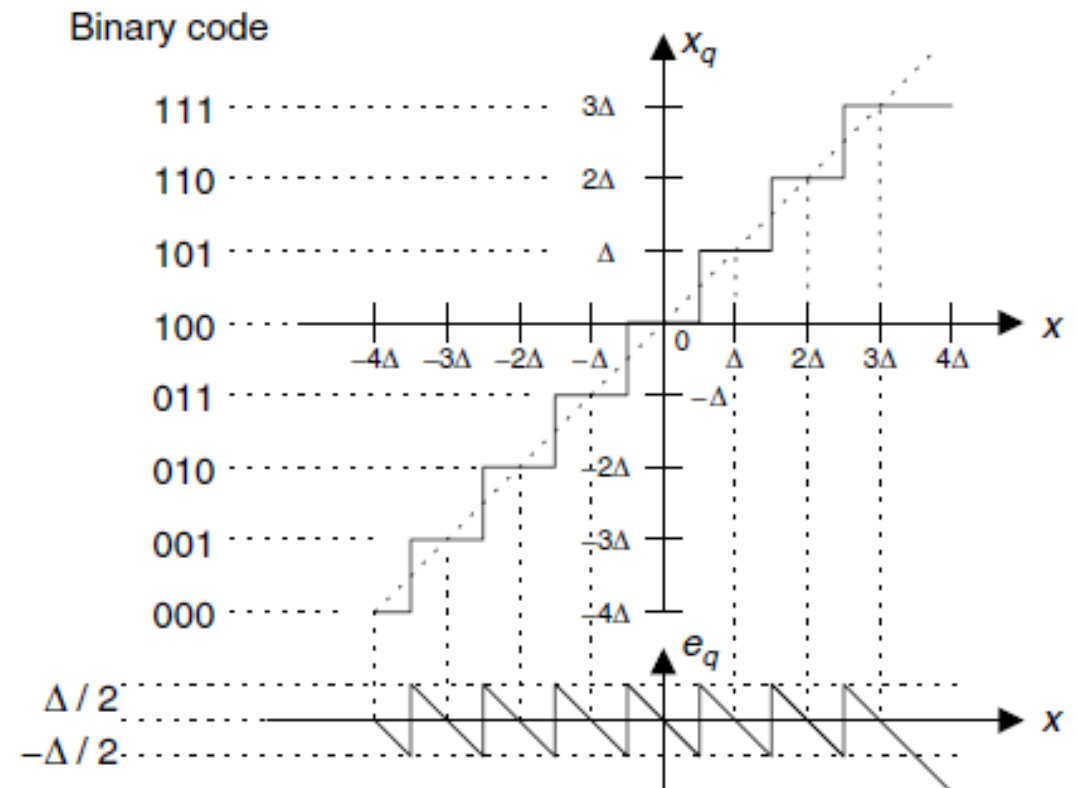 Binary code
x_q
111 3Δ
110 2Δ
101 Δ
100 0 x
−4Δ −3Δ −2Δ −Δ Δ 2Δ 3Δ 4Δ
011 −Δ
010 −2Δ
001 −3Δ
000 −4Δ
e_q
Δ / 2
x
−Δ / 2